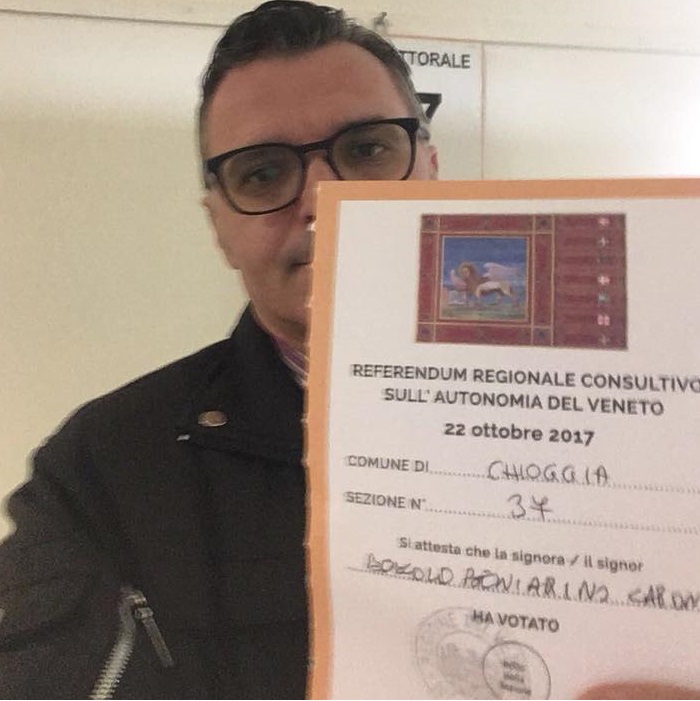 TTORALE
7
REFERENDUM REGIONALE CONSULTIVO
SULL' AUTONOMIA DEL VENETO
22 ottobre 2017
COMUNE DI CHIOGGIA
SEZIONE N° 37
Si attesta che la signora / il signor
HA VOTATO